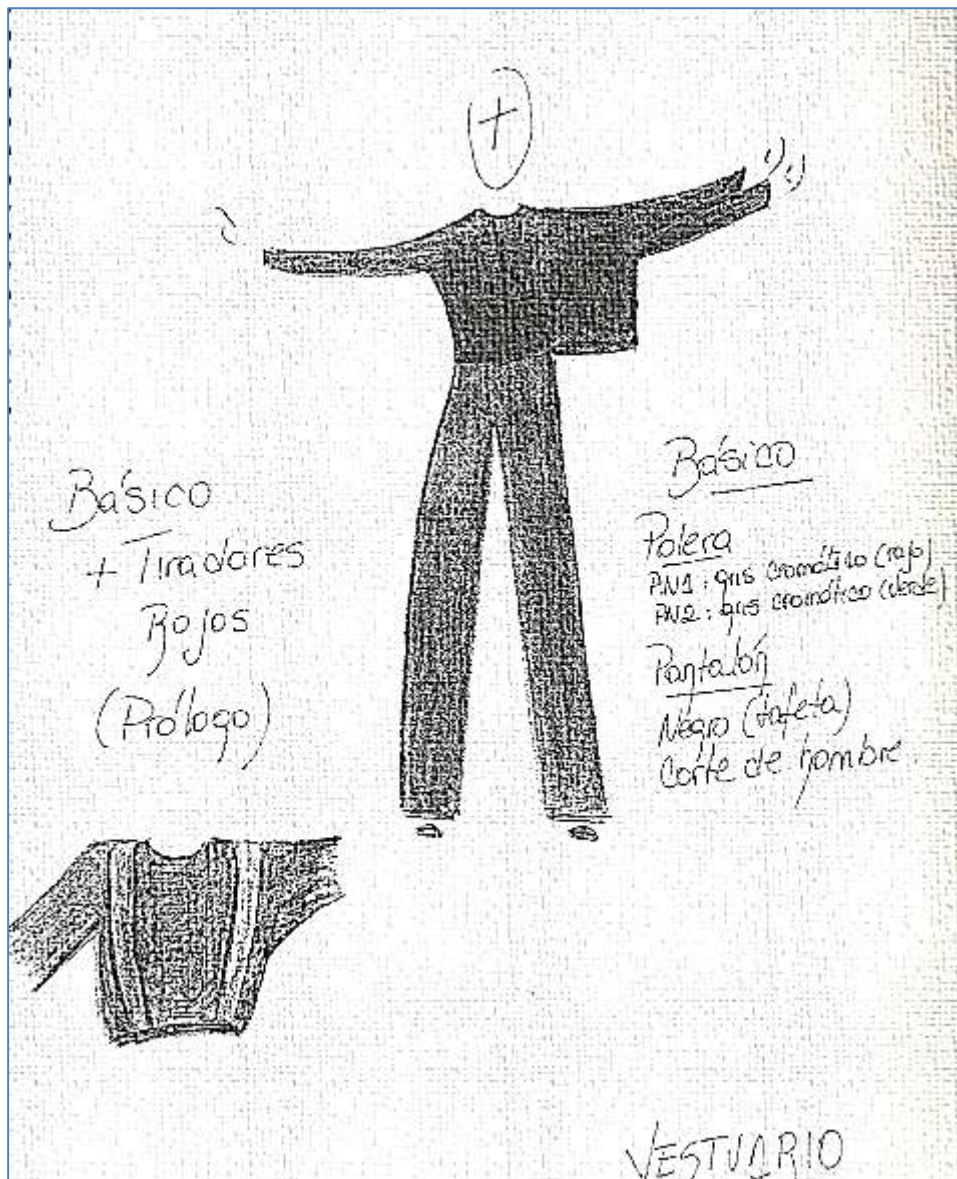 Básico
+ Tiradores
Rojos
(Prólogo)
Básico
Polera
PN1: gris cromático (rojo)
PN2: gris cromático (verde)
Pantalón
Negro (tafeta)
Corte de hombre
VESTUARIO